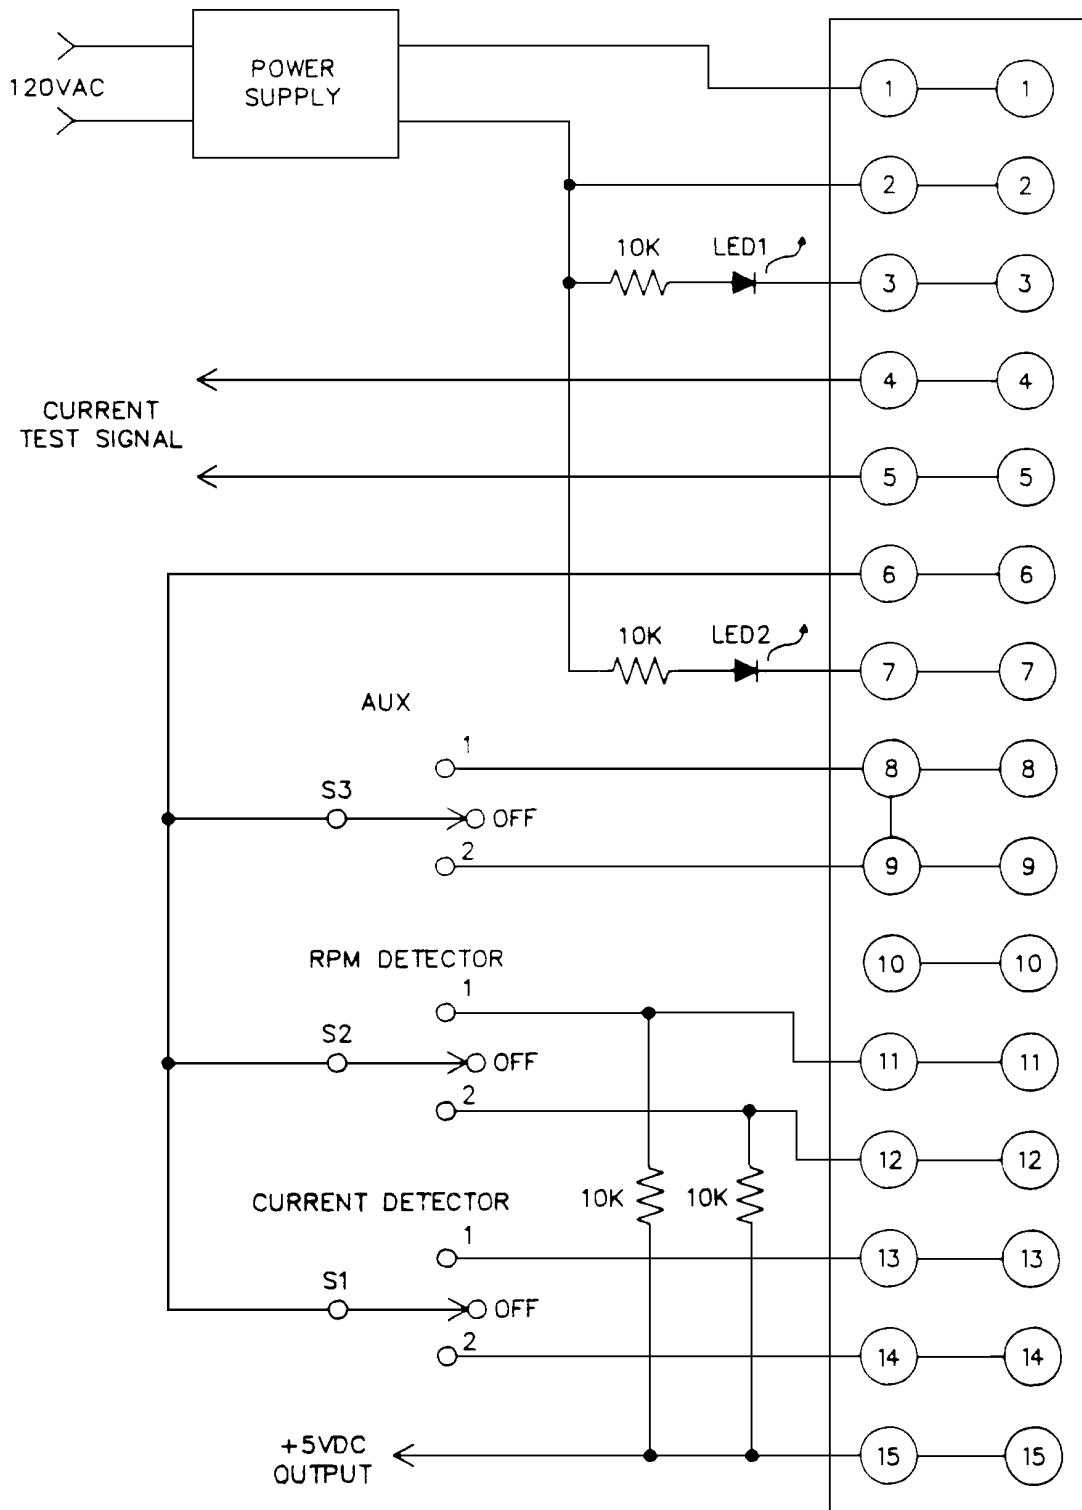 120VAC
POWER
SUPPLY
1 1
2 2
10K LED1
3 3
CURRENT
TEST SIGNAL
4 4
5 5
6 6
10K LED2
7 7
AUX
1
8 8
S3
OFF
2
9 9
RPM DETECTOR
10 10
1
S2
OFF
11 11
2
12 12
CURRENT DETECTOR
10K 10K
1
13 13
S1
OFF
2
14 14
+5VDC
OUTPUT
15 15